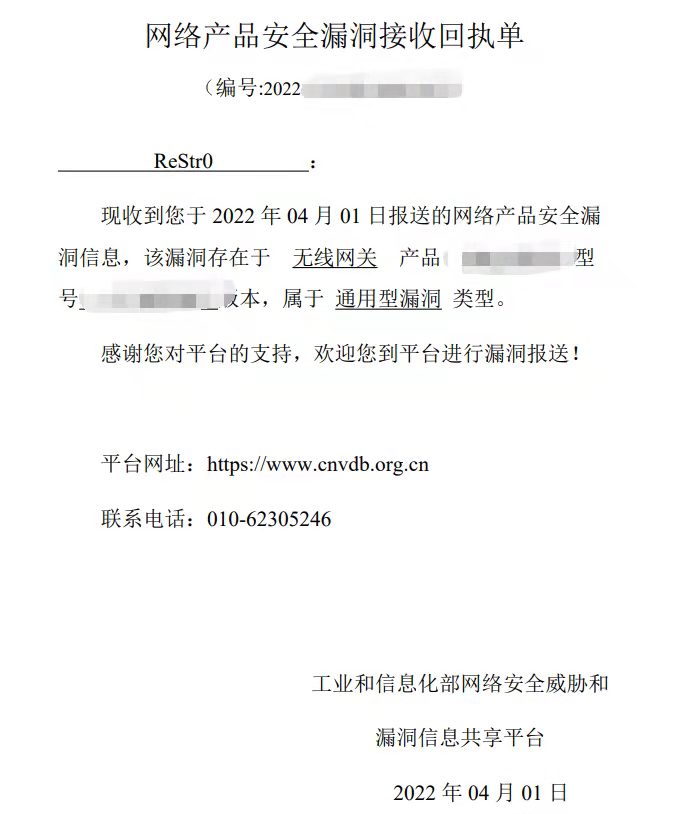 网络产品安全漏洞接收回执单
（编号:2022
ReStr0：
现收到您于 2022 年 04 月 01 日报送的网络产品安全漏
洞信息，该漏洞存在于 无线网关 产品 型
号 版本，属于 通用型漏洞 类型。
感谢您对平台的支持，欢迎您到平台进行漏洞报送！
平台网址：https://www.cnvdb.org.cn
联系电话：010-62305246
工业和信息化部网络安全威胁和
漏洞信息共享平台
2022 年 04 月 01 日